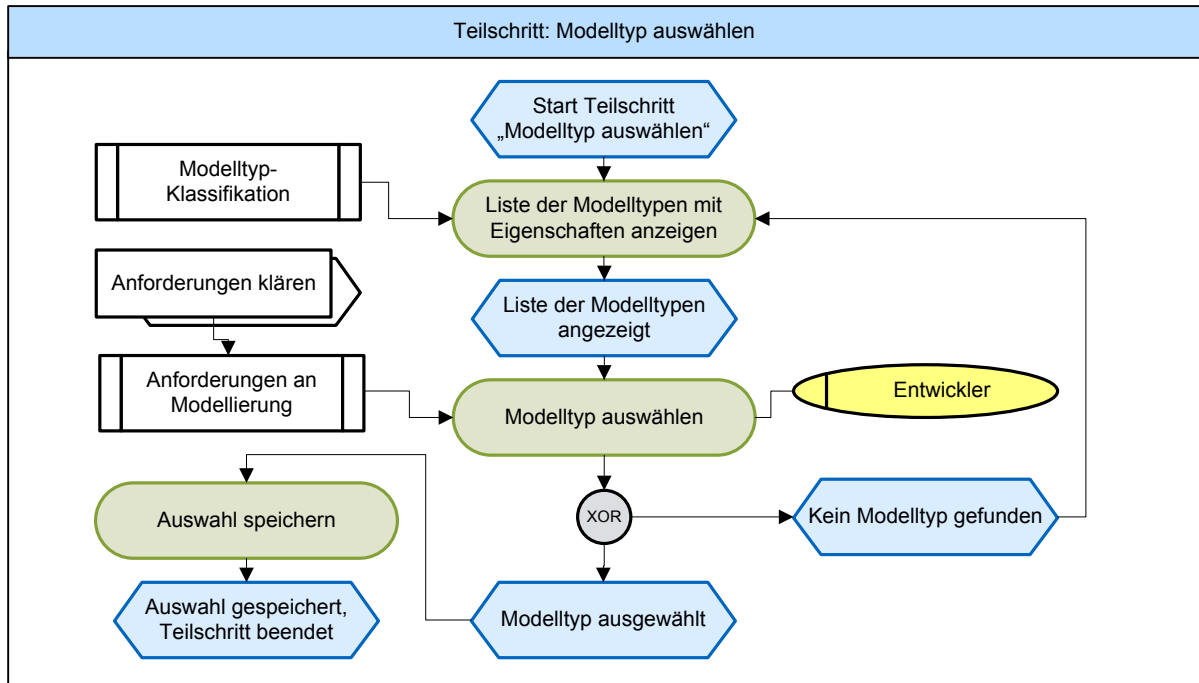 Teilschritt: Modelltyp auswählen
Start Teilschritt
„Modelltyp auswählen“
Modelltyp-
Klassifikation
Liste der Modelltypen mit
Eigenschaften anzeigen
Anforderungen klären
Liste der Modelltypen
angezeigt
Anforderungen an
Modellierung
Modelltyp auswählen
Entwickler
Auswahl speichern
XOR
Kein Modelltyp gefunden
Auswahl gespeichert,
Teilschritt beendet
Modelltyp ausgewählt